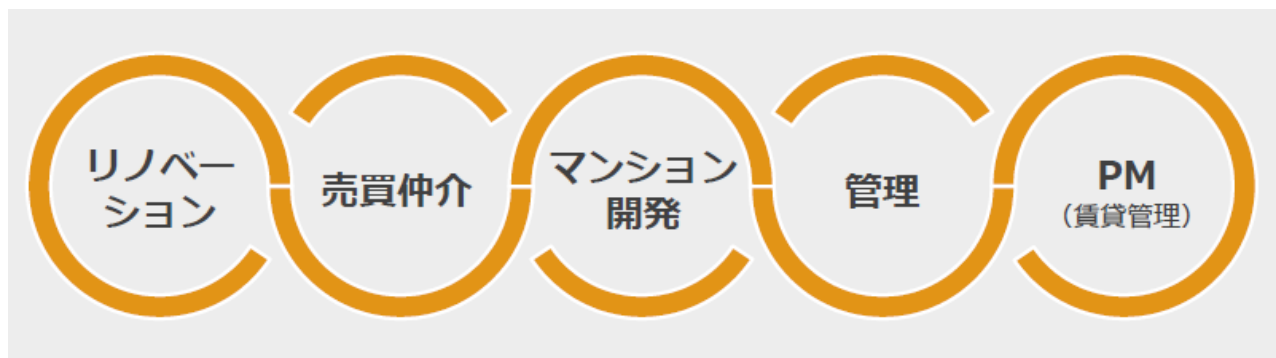 リノベー
ション
売買仲介
マンション
開発
管理
PM
（賃貸管理）